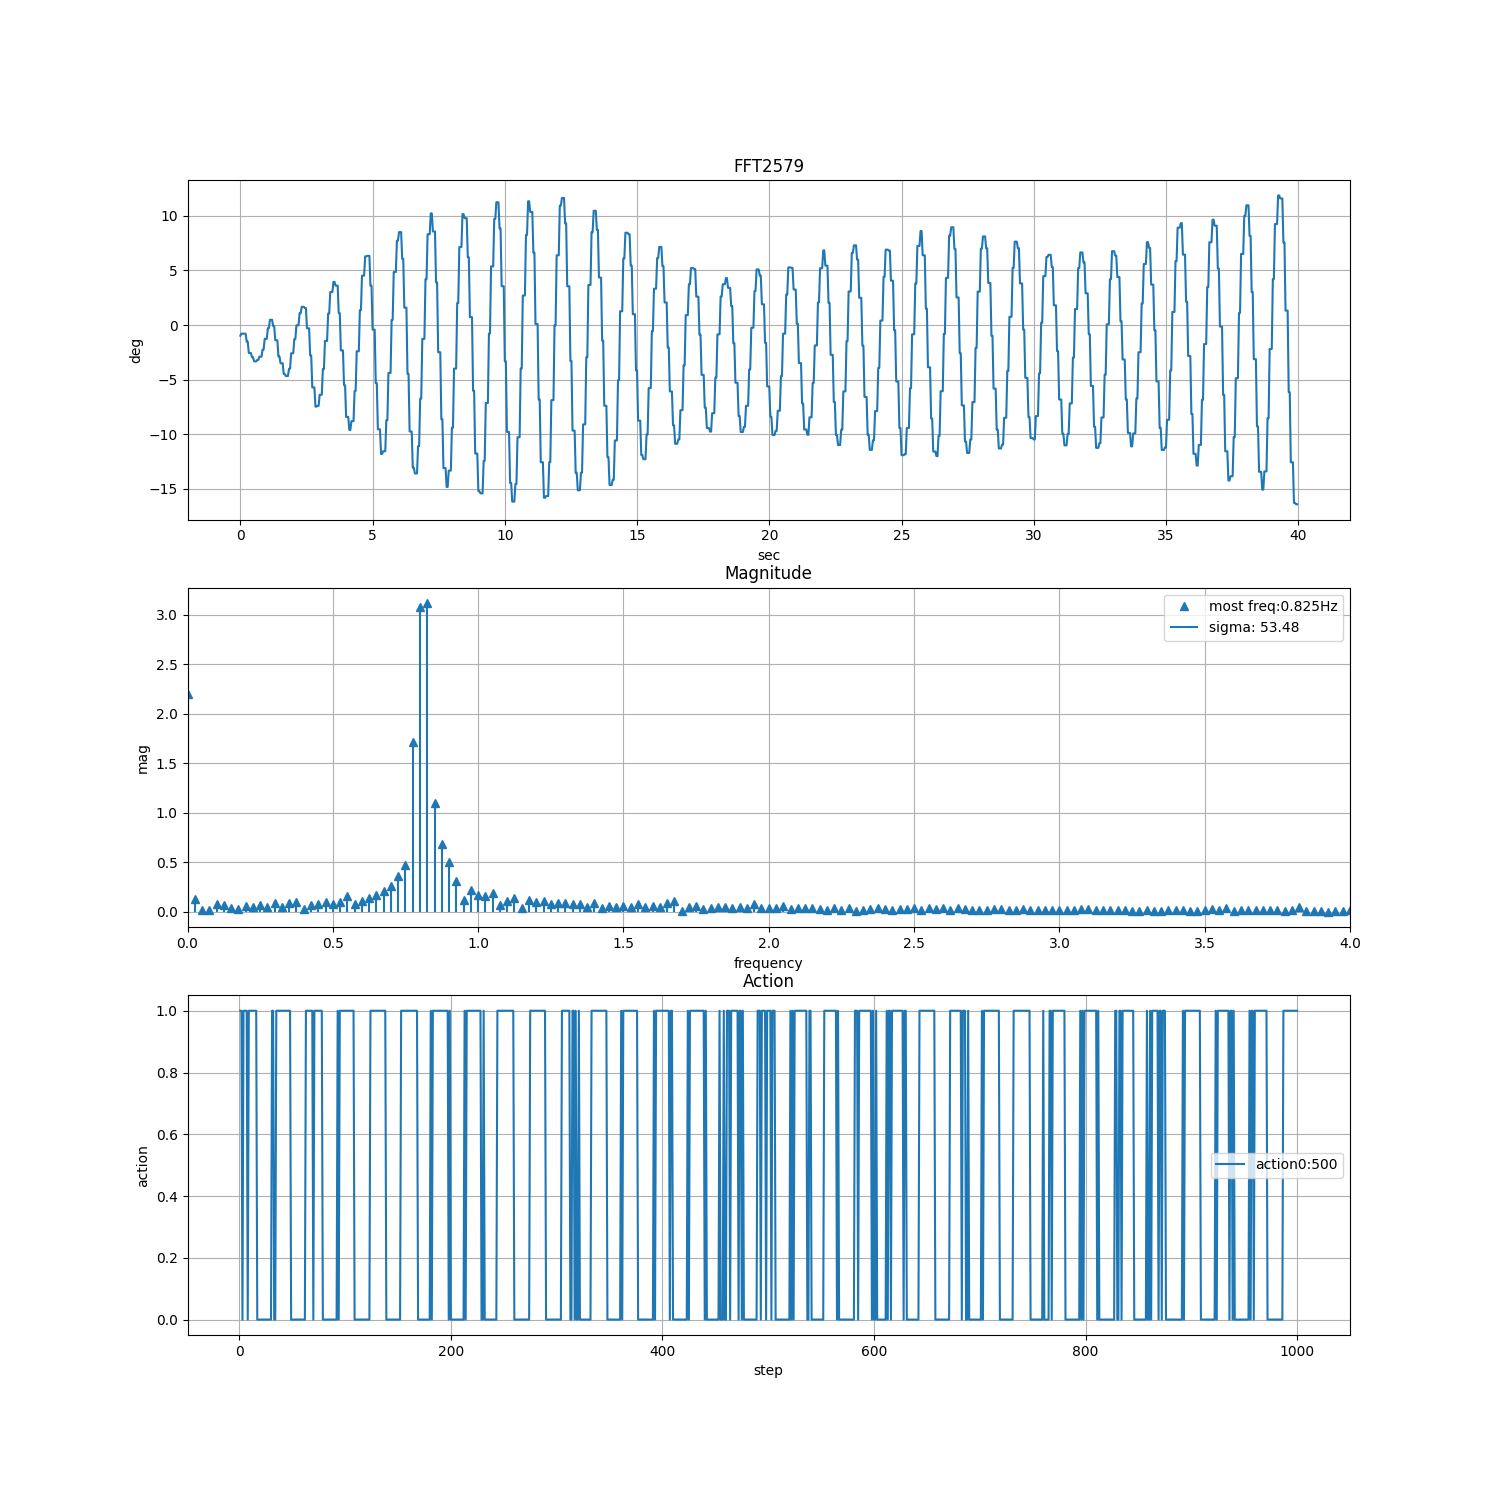 FFT2579
10
5
0
−5
−10
−15
deg
0 5 10 15 20 25 30 35 40
sec
Magnitude
3.0
2.5
2.0
1.5
1.0
0.5
0.0
mag
most freq:0.825Hz
sigma: 53.48
0.0 0.5 1.0 1.5 2.0 2.5 3.0 3.5 4.0
frequency
Action
1.0
0.8
0.6
0.4
0.2
0.0
action
action0:500
0 200 400 600 800 1000
step